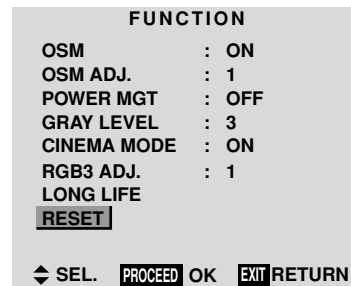 FUNCTION
OSM : ON
OSM ADJ. : 1
POWER MGT : OFF
GRAY LEVEL : 3
CINEMA MODE : ON
RGB3 ADJ. : 1
LONG LIFE
RESET
SEL. PROCEED OK EXIT RETURN